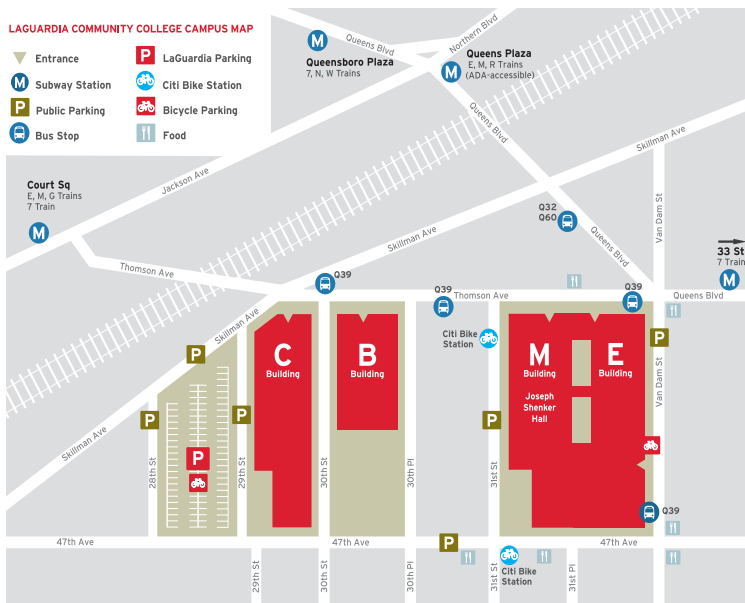 LAGUARDIA COMMUNITY COLLEGE CAMPUS MAP
Entrance
P LaGuardia Parking
M Subway Station
Citi Bike Station
P Public Parking
Bicycle Parking
Bus Stop
Food
M
Queensboro Plaza
7, N, W Trains
Queens Blvd
Northern Blvd
M
Queens Plaza
E, M, R Trains
(ADA-accessible)
Queens Blvd
Skillman Ave
Jackson Ave
Court Sq
E, M, G Trains
7 Train
M
Van Dam St
Q32
Q60
Queens Blvd
Skillman Ave
33 St
7 Train
M
Thomson Ave
Q39
Q39
Thomson Ave
Q39
Queens Blvd
Skillman Ave
Citi Bike
Station
P
P
C
Building
B
Building
M
Building
E
Building
Joseph
Shenker
Hall
Van Dam St
P
P
P
Skillman Ave
P
28th St
29th St
30th St
30th Pl
31st St
Q39
47th Ave
47th Ave
P
47th Ave
Citi Bike
Station
29th St
30th St
30th Pl
31st St
31st Pl
Van Dam St